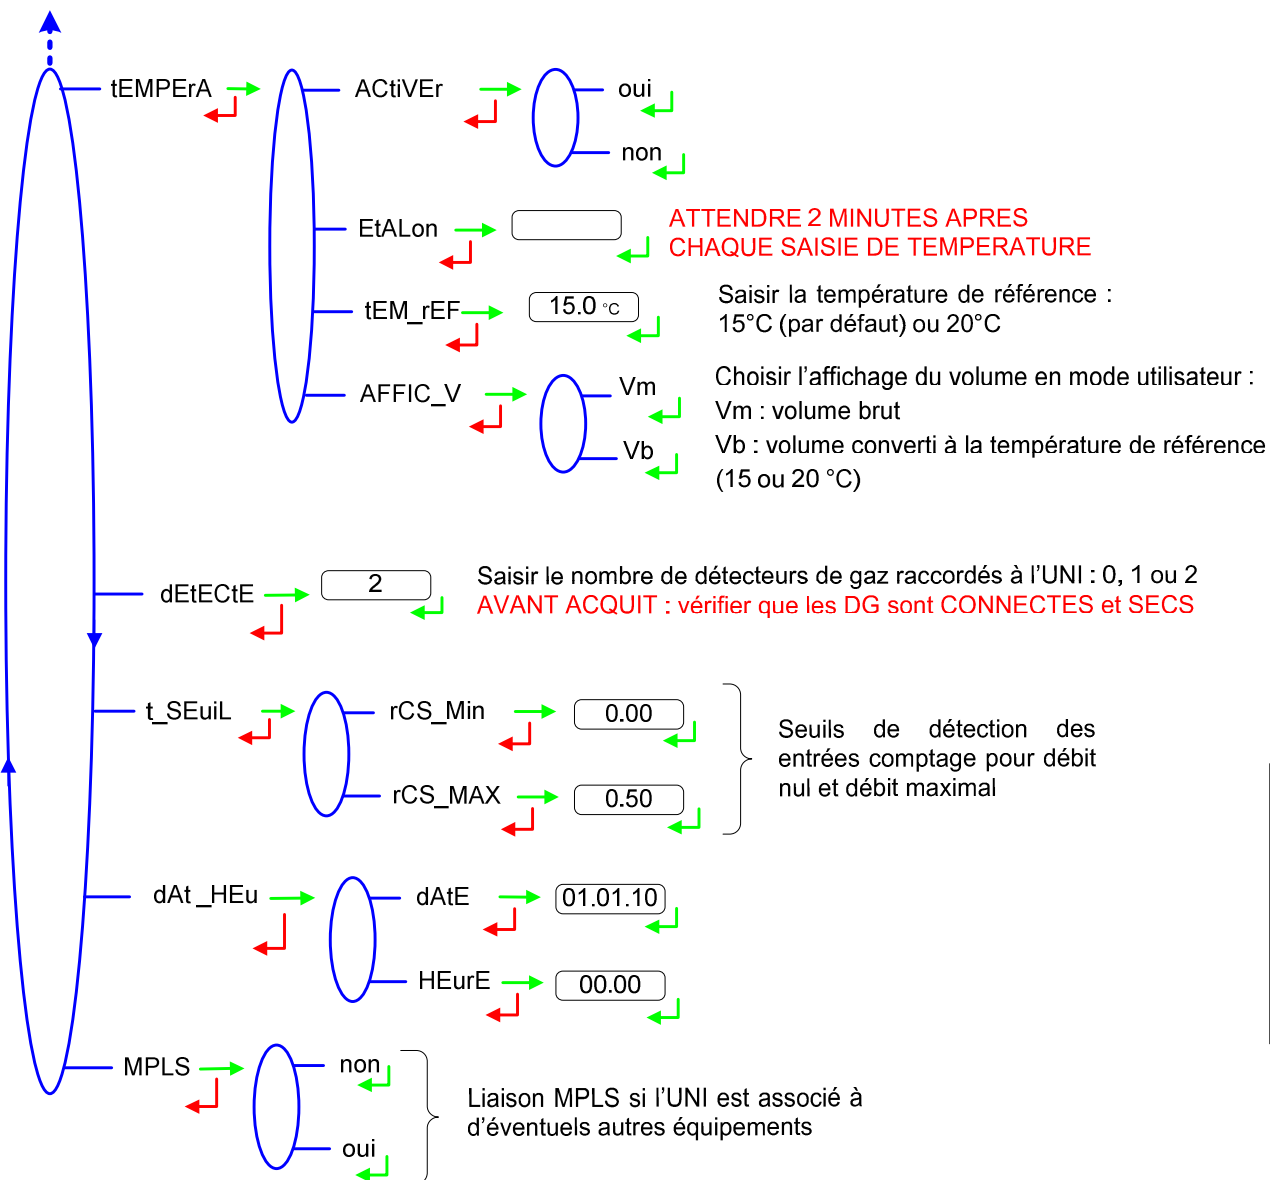 tEMPErA
ACtiVEr
oui
non
EtALon
ATTENDRE 2 MINUTES APRES
CHAQUE SAISIE DE TEMPERATURE
tEM_rEF
15.0 °C
Saisir la température de référence :
15°C (par défaut) ou 20°C
AFFIC_V
Vm
Vb
Choisir l'affichage du volume en mode utilisateur :
Vm : volume brut
Vb : volume converti à la température de référence
(15 ou 20 °C)
dEtECtE
2
Saisir le nombre de détecteurs de gaz raccordés à l'UNI : 0, 1 ou 2
AVANT ACQUIT : vérifier que les DG sont CONNECTES et SECS
t_SEuiL
rCS_Min
0.00
rCS_MAX
0.50
Seuils de détection des
entrées comptage pour débit
nul et débit maximal
dAt_HEu
dAtE
01.01.10
HEurE
00.00
MPLS
non
oui
Liaison MPLS si l'UNI est associé à
d'éventuels autres équipements